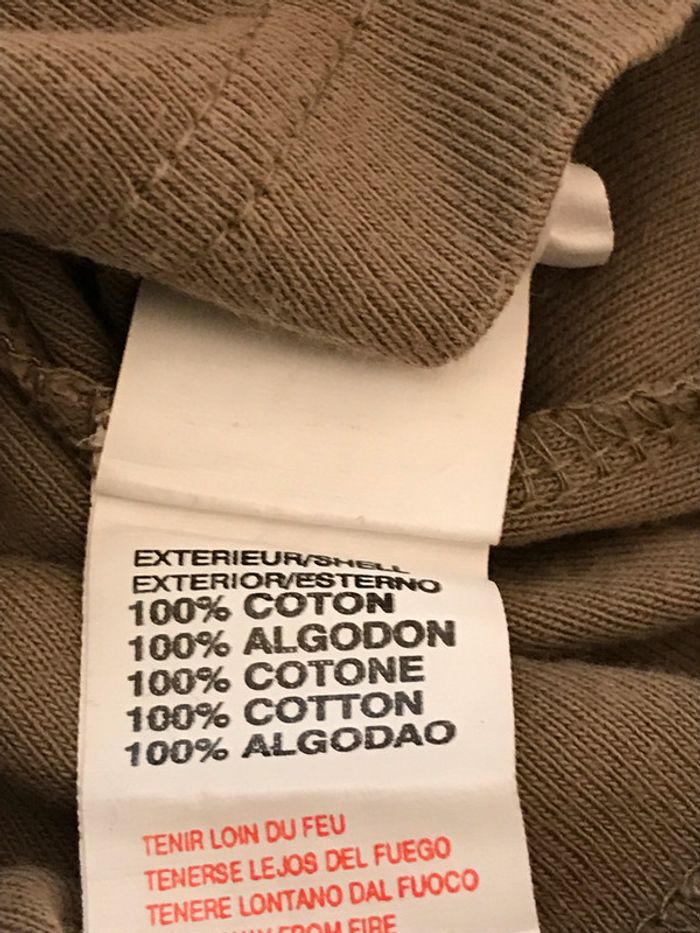 EXTERIEUR/SHELL
EXTERIOR/ESTERNO
100% COTON
100% ALGODON
100% COTONE
100% COTTON
100% ALGODAO
TENIR LOIN DU FEU
TENERSE LEJOS DEL FUEGO
TENERE LONTANO DAL FUOCO
FROM FIRE